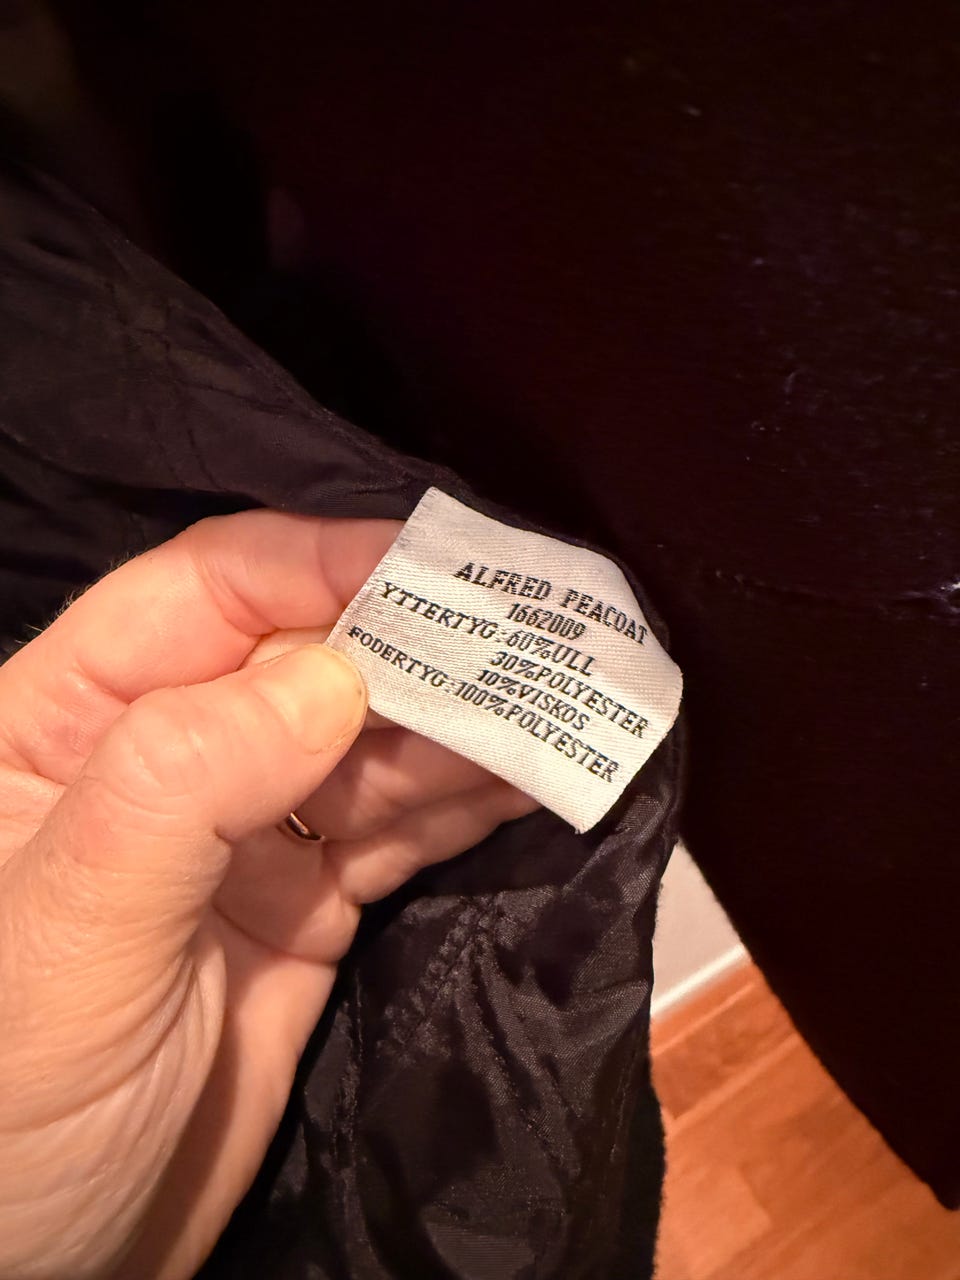 ALFRED PEACOAT
1662009
YTTERTYG:60%ULL
30%POLYESTER
10%VISKOS
FODERTYG:100%POLYESTER